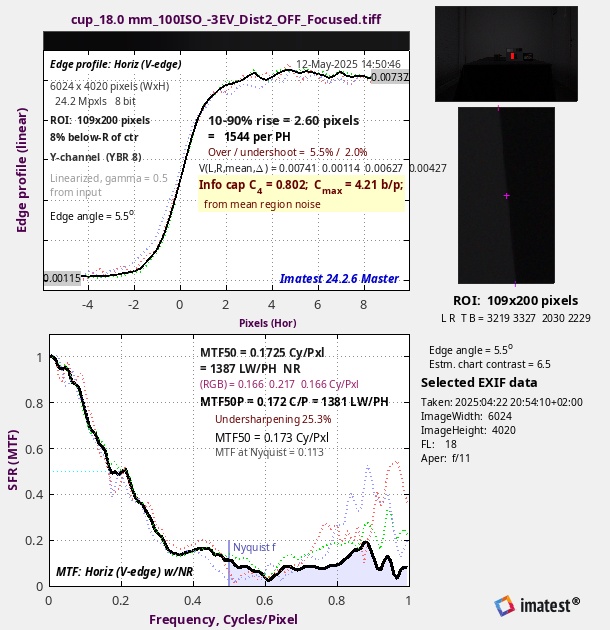 cup_18.0 mm_100ISO_-3EV_Dist2_OFF_Focused.tiff
Edge profile: Horiz (V-edge)
12-May-2025 14:50:46
0.00737
6024 x 4020 pixels (WxH)
24.2 Mpxls 8 bit
ROI: 109x200 pixels
8% below-R of ctr
Y-channel (YBR 8)
Linearized, gamma = 0.5
from input
Edge angle = 5.5o
10-90% rise = 2.60 pixels
= 1544 per PH
Over / undershoot = 5.5% / 2.0%
V(L,R,mean,Δ) = 0.00741 0.00114 0.00627 0.00427
Info cap C4 = 0.802; Cmax = 4.21 b/p;
from mean region noise
0.00115
Imatest 24.2.6 Master
Edge profile (linear)
-4 -2 0 2 4 6 8
Pixels (Hor)
ROI: 109x200 pixels
L R T B = 3219 3327 2030 2229
Edge angle = 5.5o
Estm. chart contrast = 6.5
Selected EXIF data
Taken: 2025:04:22 20:54:10+02:00
ImageWidth: 6024
ImageHeight: 4020
FL: 18
Aper: f/11
MTF50 = 0.1725 Cy/Pxl
= 1387 LW/PH NR
(RGB) = 0.166 0.217 0.166 Cy/Pxl
MTF50P = 0.172 C/P = 1381 LW/PH
Undersharpening 25.3%
MTF50 = 0.173 Cy/Pxl
MTF at Nyquist = 0.113
Nyquist f
MTF: Horiz (V-edge) w/NR
SFR (MTF)
1
0.8
0.6
0.4
0.2
0
0 0.2 0.4 0.6 0.8 1
Frequency, Cycles/Pixel
imatest®